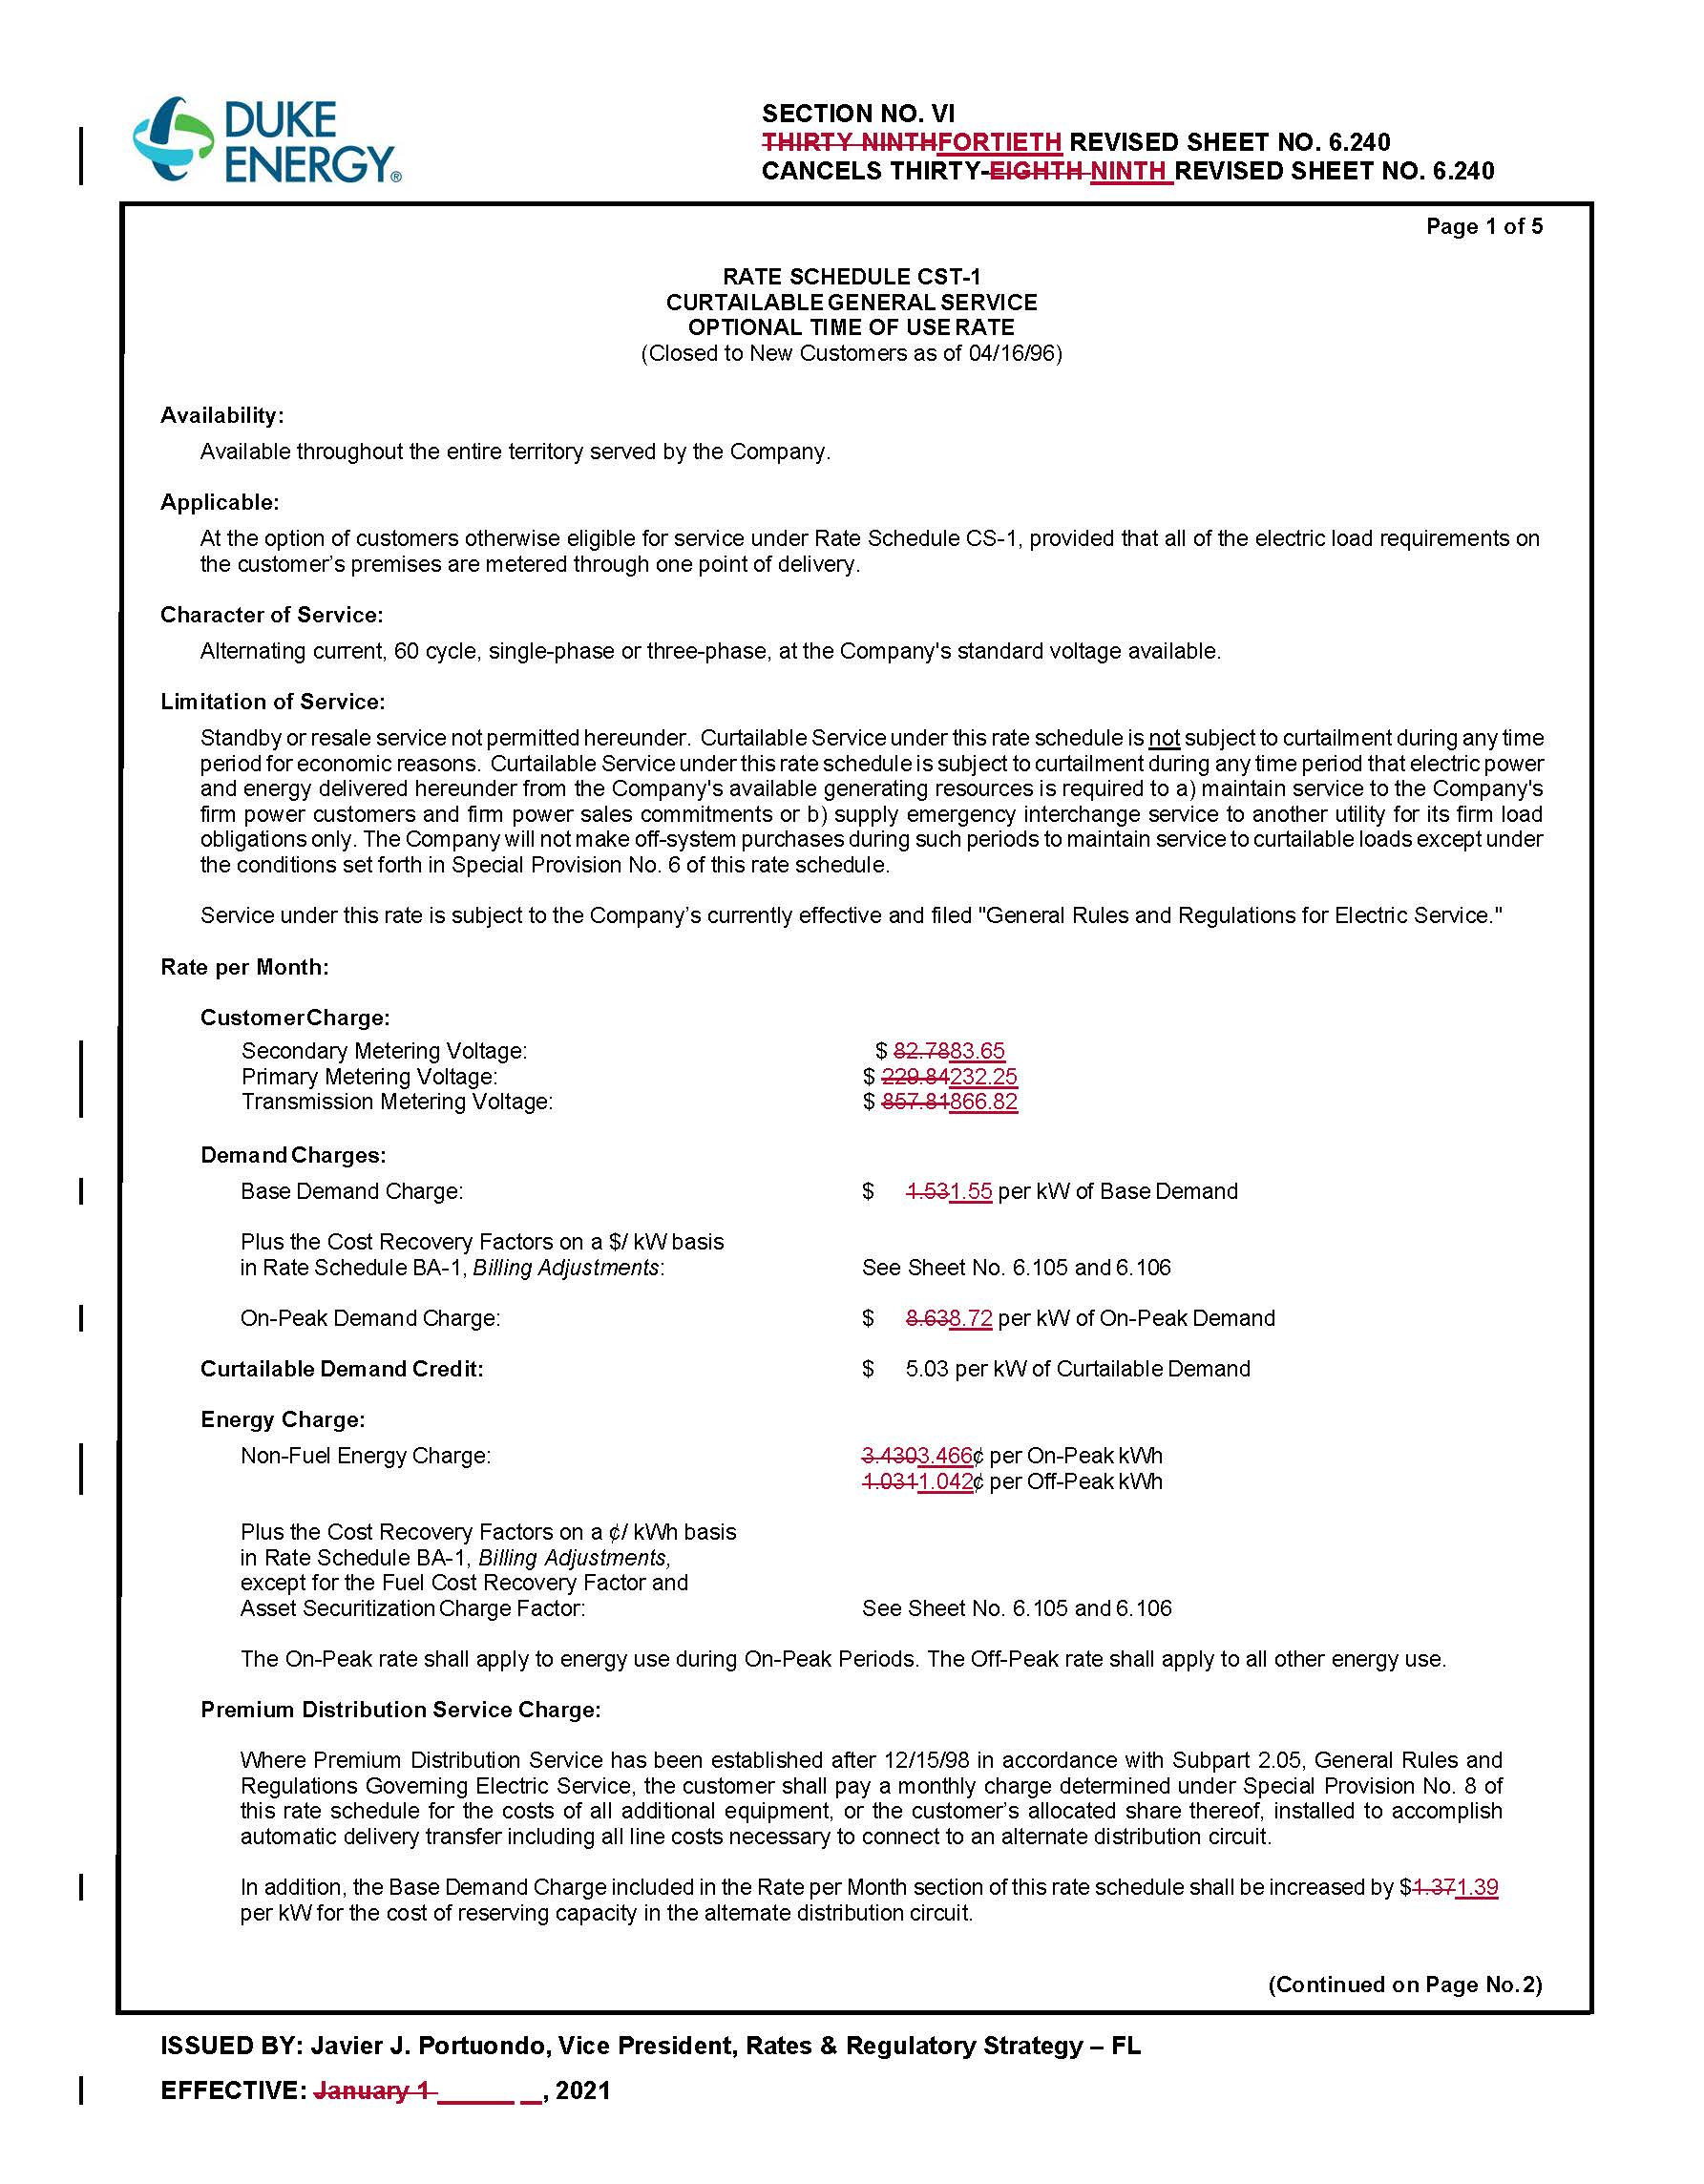 DUKE
ENERGY®
SECTION NO. VI
THIRTY NINTHFORTIETH REVISED SHEET NO. 6.240
CANCELS THIRTY-EIGHTH NINTH REVISED SHEET NO. 6.240
Page 1 of 5
RATE SCHEDULE CST-1
CURTAILABLE GENERAL SERVICE
OPTIONAL TIME OF USE RATE
(Closed to New Customers as of 04/16/96)
Availability:
Available throughout the entire territory served by the Company.
Applicable:
At the option of customers otherwise eligible for service under Rate Schedule CS-1, provided that all of the electric load requirements on
the customer’s premises are metered through one point of delivery.
Character of Service:
Alternating current, 60 cycle, single-phase or three-phase, at the Company's standard voltage available.
Limitation of Service:
Standby or resale service not permitted hereunder. Curtailable Service under this rate schedule is not subject to curtailment during any time
period for economic reasons. Curtailable Service under this rate schedule is subject to curtailment during any time period that electric power
and energy delivered hereunder from the Company's available generating resources is required to a) maintain service to the Company's
firm power customers and firm power sales commitments or b) supply emergency interchange service to another utility for its firm load
obligations only. The Company will not make off-system purchases during such periods to maintain service to curtailable loads except under
the conditions set forth in Special Provision No. 6 of this rate schedule.
Service under this rate is subject to the Company’s currently effective and filed "General Rules and Regulations for Electric Service."
Rate per Month:
Customer Charge:
Secondary Metering Voltage: $ 82.7883.65
Primary Metering Voltage: $ 229.84232.25
Transmission Metering Voltage: $ 857.81866.82
Demand Charges:
Base Demand Charge: $ 1.531.55 per kW of Base Demand
Plus the Cost Recovery Factors on a $/ kW basis
in Rate Schedule BA-1, Billing Adjustments: See Sheet No. 6.105 and 6.106
On-Peak Demand Charge: $ 8.638.72 per kW of On-Peak Demand
Curtailable Demand Credit: $ 5.03 per kW of Curtailable Demand
Energy Charge:
Non-Fuel Energy Charge: 3.4303.466¢ per On-Peak kWh
1.0311.042¢ per Off-Peak kWh
Plus the Cost Recovery Factors on a ¢/ kWh basis
in Rate Schedule BA-1, Billing Adjustments,
except for the Fuel Cost Recovery Factor and
Asset Securitization Charge Factor: See Sheet No. 6.105 and 6.106
The On-Peak rate shall apply to energy use during On-Peak Periods. The Off-Peak rate shall apply to all other energy use.
Premium Distribution Service Charge:
Where Premium Distribution Service has been established after 12/15/98 in accordance with Subpart 2.05, General Rules and
Regulations Governing Electric Service, the customer shall pay a monthly charge determined under Special Provision No. 8 of
this rate schedule for the costs of all additional equipment, or the customer’s allocated share thereof, installed to accomplish
automatic delivery transfer including all line costs necessary to connect to an alternate distribution circuit.
In addition, the Base Demand Charge included in the Rate per Month section of this rate schedule shall be increased by $1.371.39
per kW for the cost of reserving capacity in the alternate distribution circuit.
(Continued on Page No. 2)
ISSUED BY: Javier J. Portuondo, Vice President, Rates & Regulatory Strategy – FL
EFFECTIVE: January 1 ______ __, 2021